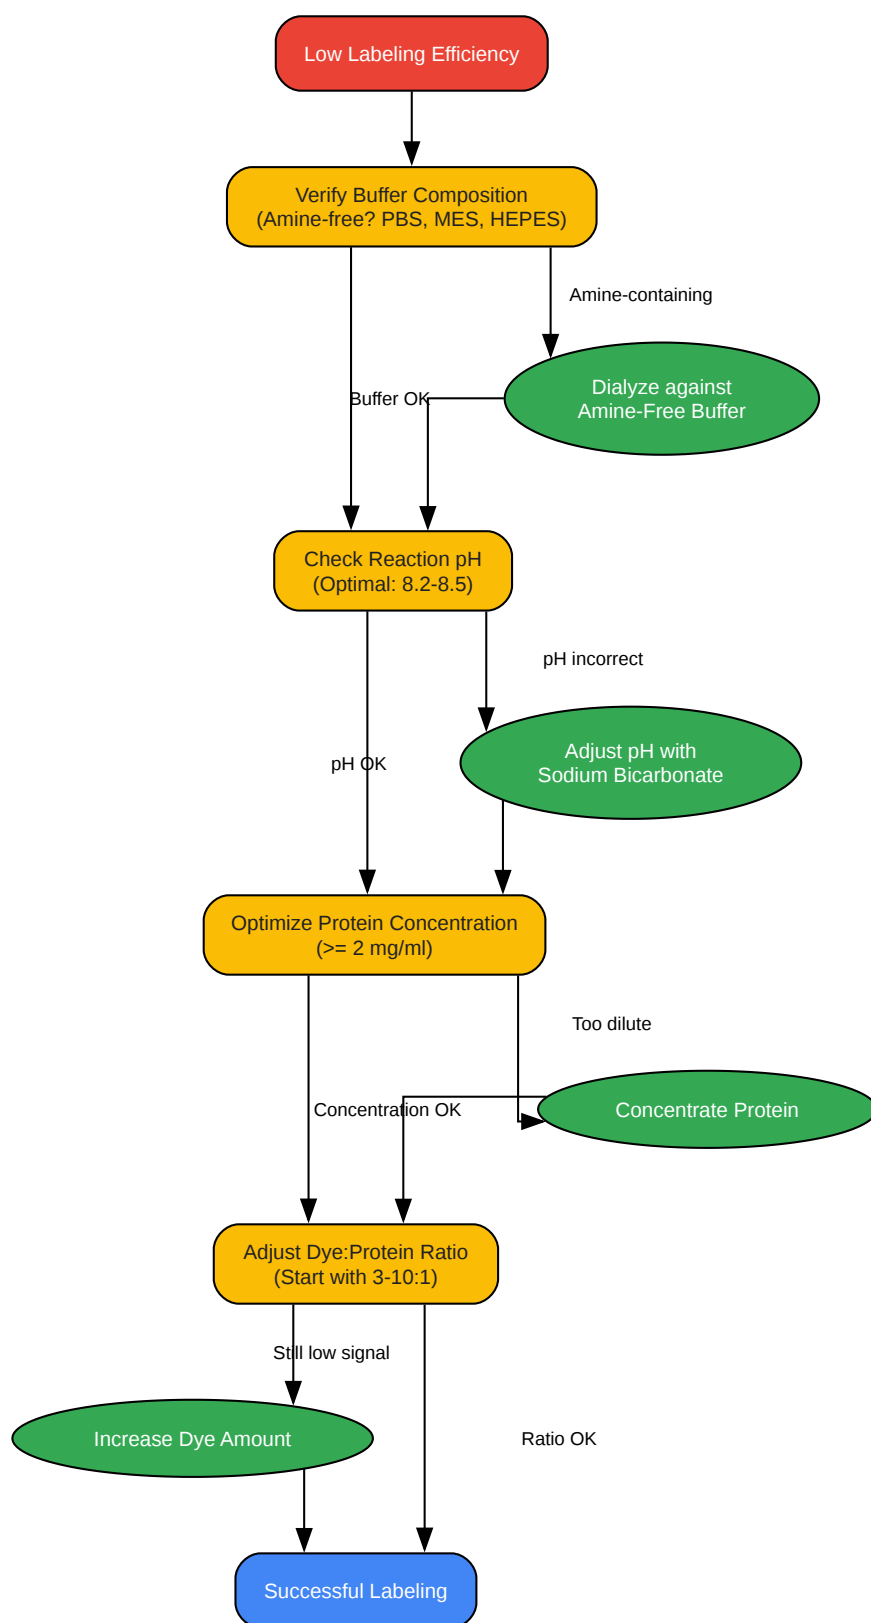 Low Labeling Efficiency
Verify Buffer Composition
(Amine-free? PBS, MES, HEPES)
Amine-containing
Dialyze against
Amine-Free Buffer
Buffer OK
Check Reaction pH
(Optimal: 8.2-8.5)
pH incorrect
Adjust pH with
Sodium Bicarbonate
pH OK
Optimize Protein Concentration
(>= 2 mg/ml)
Too dilute
Concentration OK
Concentrate Protein
Adjust Dye:Protein Ratio
(Start with 3-10:1)
Still low signal
Increase Dye Amount
Ratio OK
Successful Labeling